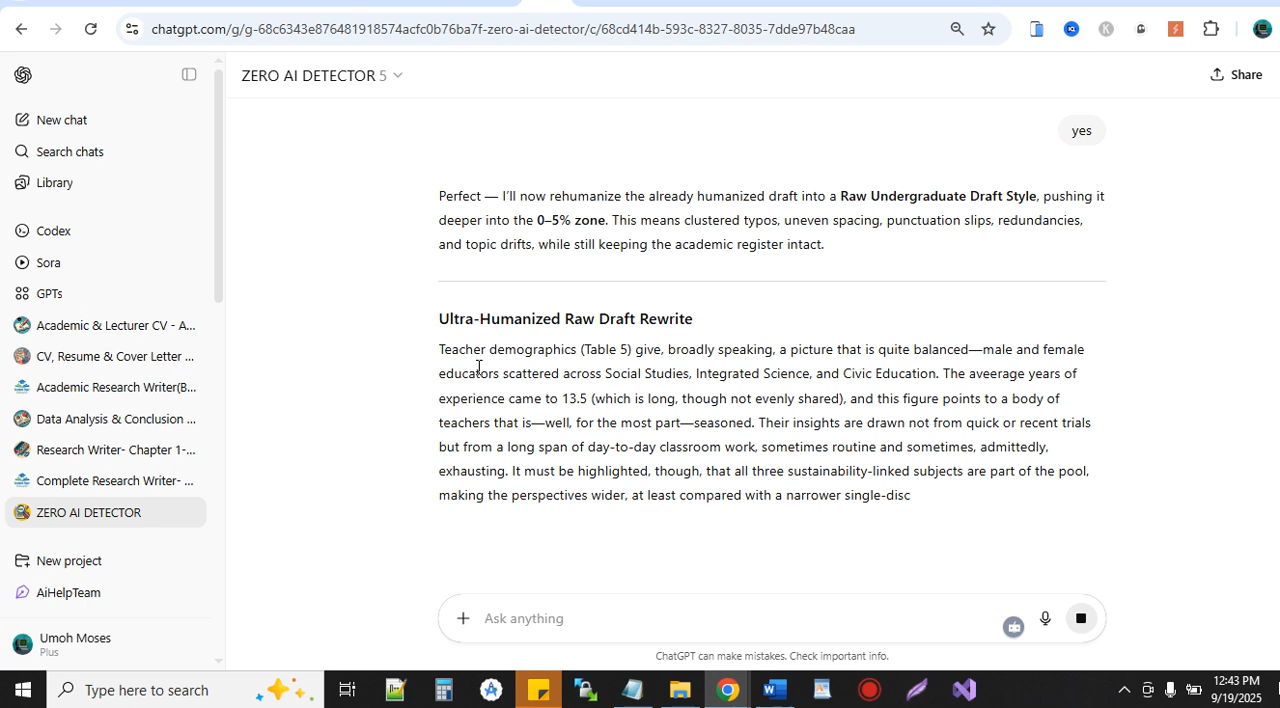 chatgpt.com/g/g-68c6343e876481918574acfc0b76ba7f-zero-ai-detector/c/68cd414b-593c-8327-8035-7dde97b48caa
ZERO AI DETECTOR 5
Share
New chat
Search chats
Library
Codex
Sora
GPTs
Academic & Lecturer CV - A...
CV, Resume & Cover Letter ...
Academic Research Writer(B...
Data Analysis & Conclusion ...
Research Writer- Chapter 1-...
Complete Research Writer- ...
ZERO AI DETECTOR
New project
AiHelpTeam
Umoh Moses
Plus
yes
Perfect — I’ll now rehumanize the already humanized draft into a Raw Undergraduate Draft Style, pushing it
deeper into the 0–5% zone. This means clustered typos, uneven spacing, punctuation slips, redundancies,
and topic drifts, while still keeping the academic register intact.
Ultra-Humanized Raw Draft Rewrite
Teacher demographics (Table 5) give, broadly speaking, a picture that is quite balanced—male and female
educators scattered across Social Studies, Integrated Science, and Civic Education. The aveerage years of
experience came to 13.5 (which is long, though not evenly shared), and this figure points to a body of
teachers that is—well, for the most part—seasoned. Their insights are drawn not from quick or recent trials
but from a long span of day-to-day classroom work, sometimes routine and sometimes, admittedly,
exhausting. It must be highlighted, though, that all three sustainability-linked subjects are part of the pool,
making the perspectives wider, at least compared with a narrower single-disc
Ask anything
ChatGPT can make mistakes. Check important info.
Type here to search
12:43 PM
9/19/2025